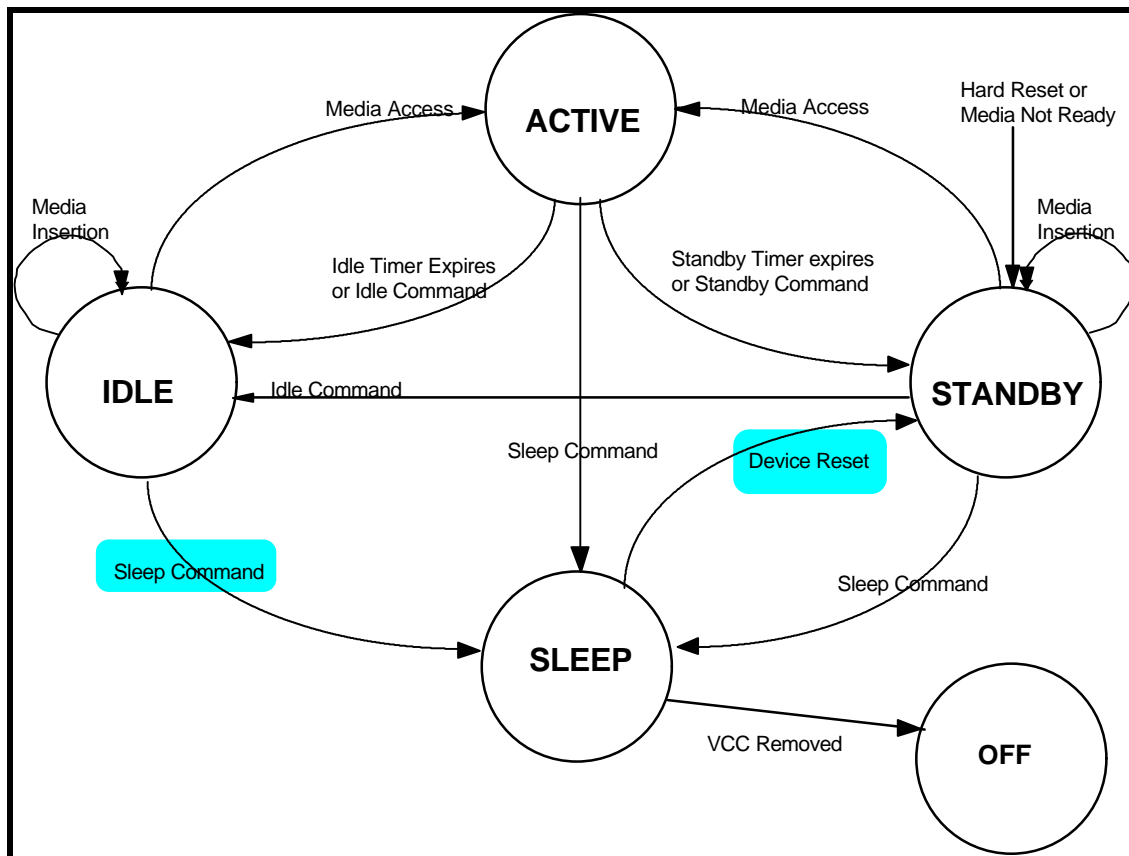 Hard Reset or
Media Not Ready
Media Access
ACTIVE
Media Access
Media
Insertion
Media
Insertion
Idle Timer Expires
or Idle Command
Standby Timer expires
or Standby Command
IDLE
Idle Command
STANDBY
Sleep Command
Device Reset
Sleep Command
Sleep Command
SLEEP
VCC Removed
OFF